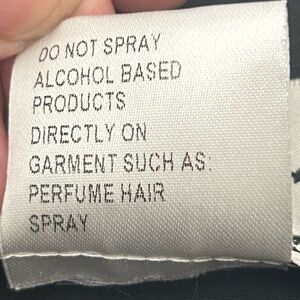 DO NOT SPRAY
ALCOHOL BASED
PRODUCTS
DIRECTLY ON
GARMENT SUCH AS:
PERFUME HAIR
SPRAY